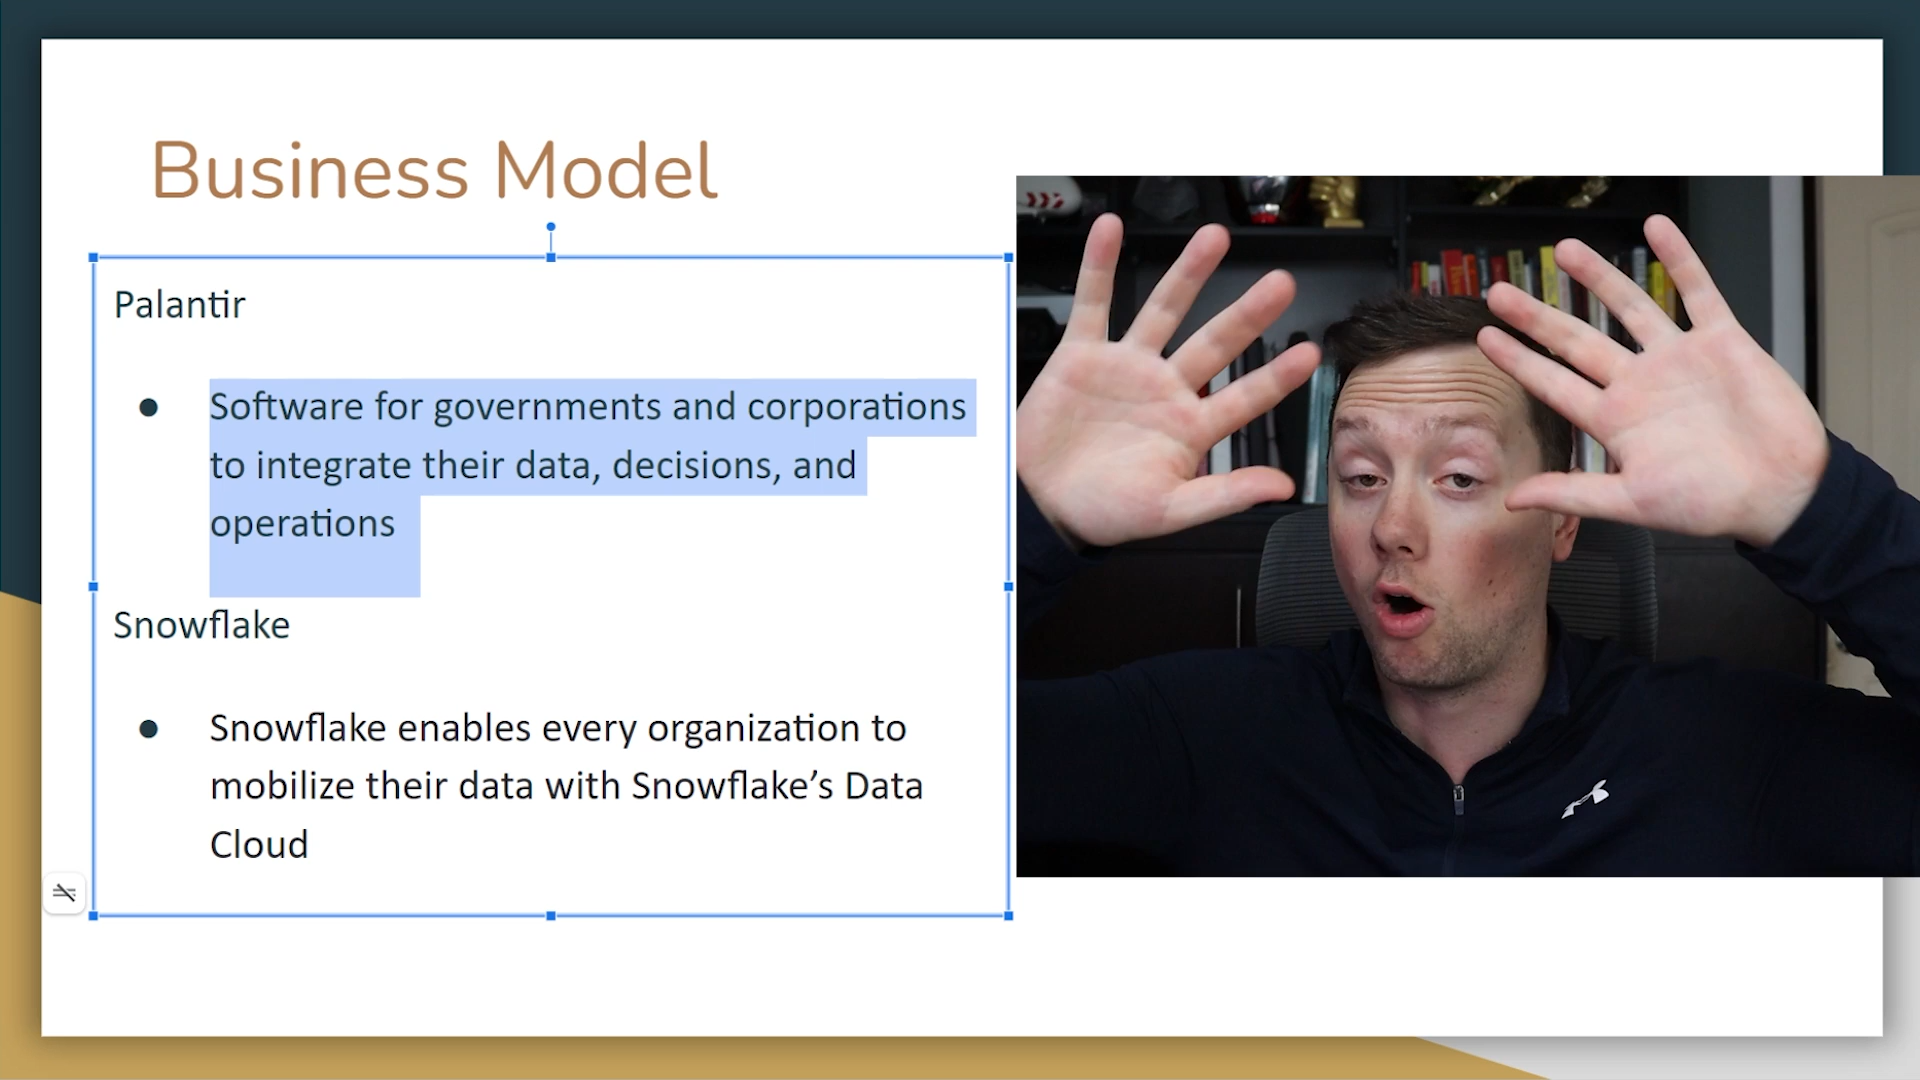 Business Model
Palantir
● Software for governments and corporations
to integrate their data, decisions, and
operations
Snowflake
● Snowflake enables every organization to
mobilize their data with Snowflake’s Data
Cloud